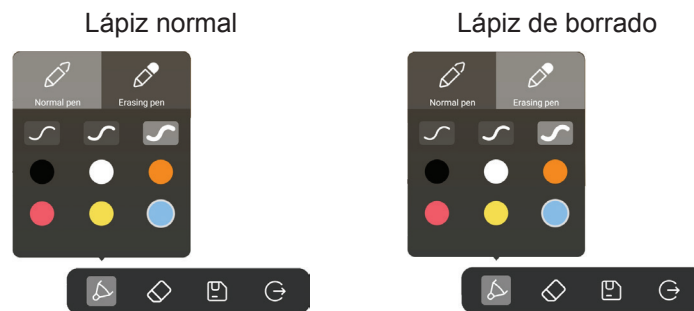 Lápiz normal
Normal pen
Erasing pen
Lápiz de borrado
Normal pen
Erasing pen